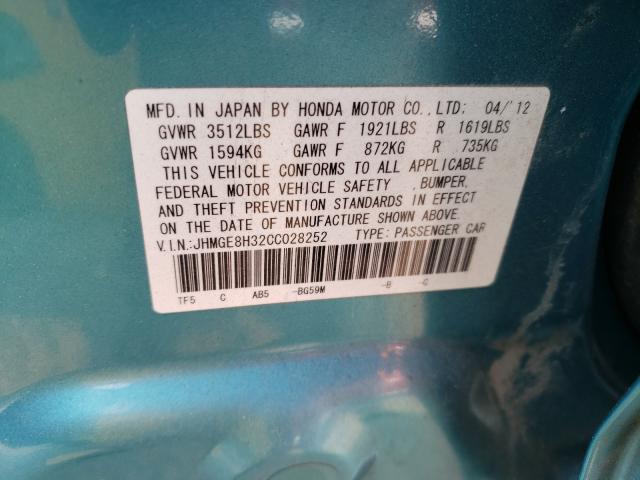 MFD. IN JAPAN BY HONDA MOTOR CO., LTD: 04/'12
GVWR 3512LBS GAWR F 1921LBS R 1619LBS
GVWR 1594KG GAWR F 872KG R 735KG
THIS VEHICLE CONFORMS TO ALL APPLICABLE
FEDERAL MOTOR VEHICLE SAFETY ,BUMPER,
AND THEFT PREVENTION STANDARDS IN EFFECT
ON THE DATE OF MANUFACTURE SHOWN ABOVE.
V.I.N.:JHMGE8H32CC028252 TYPE: PASSENGER CAR
TF5 C AB5 -BG59M -B -C